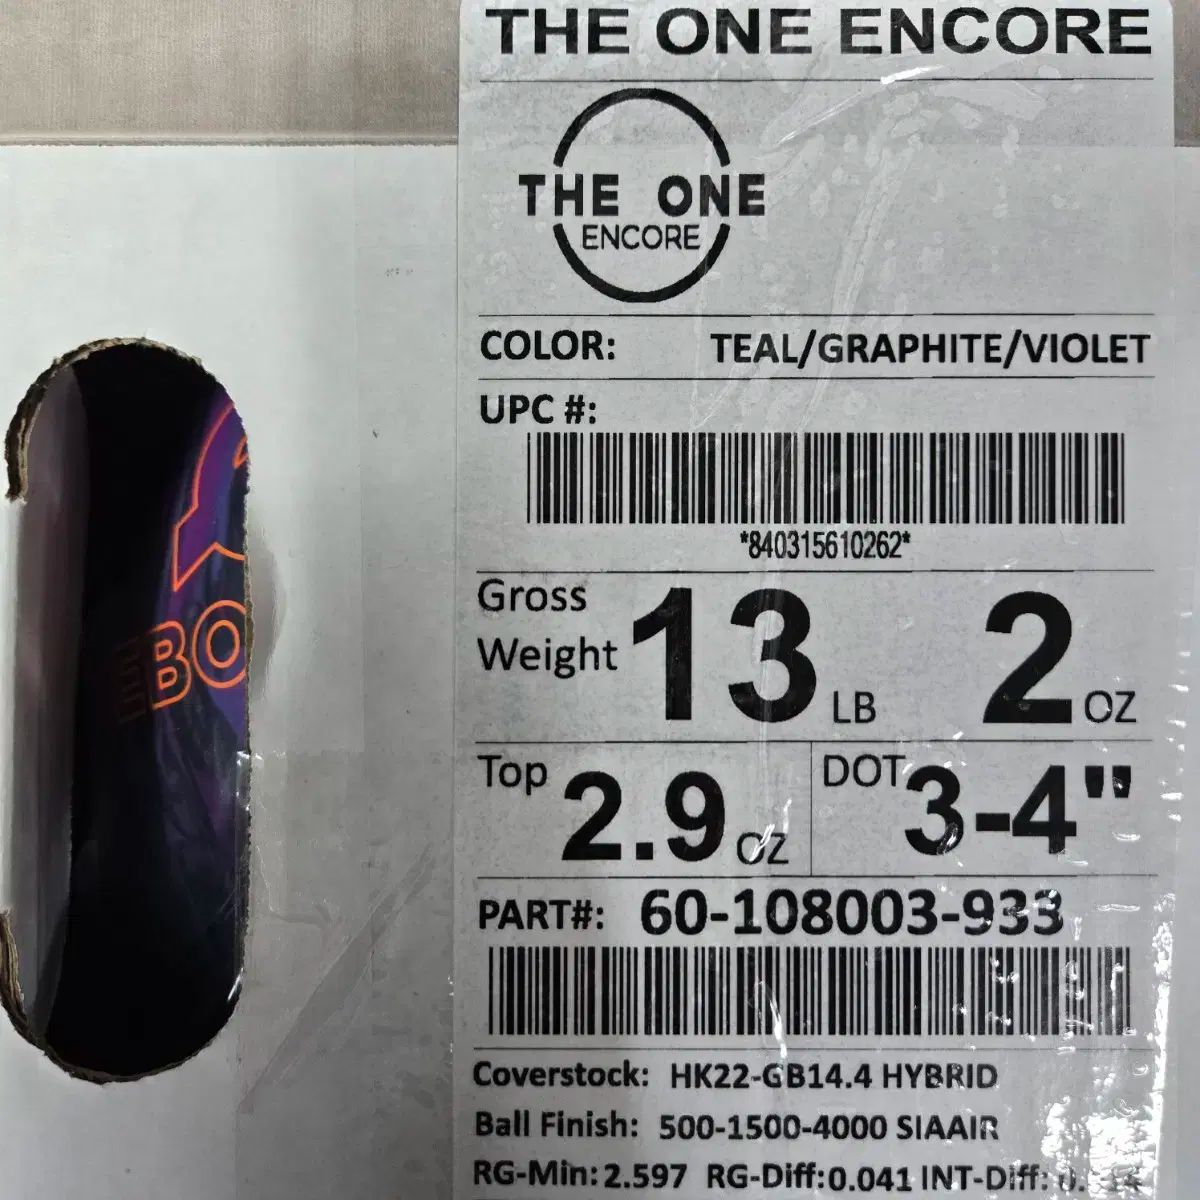 THE ONE ENCORE
THE ONE
ENCORE
COLOR: TEAL/GRAPHITE/VIOLET
UPC #:
*840315610262*
Gross Weight 13 LB 2 OZ
Top 2.9 OZ DOT 3-4"
PART#: 60-108003-933
Coverstock: HK22-GB14.4 HYBRID
Ball Finish: 500-1500-4000 SIAAIR
RG-Min: 2.597 RG-Diff: 0.041 INT-Diff:
EBO